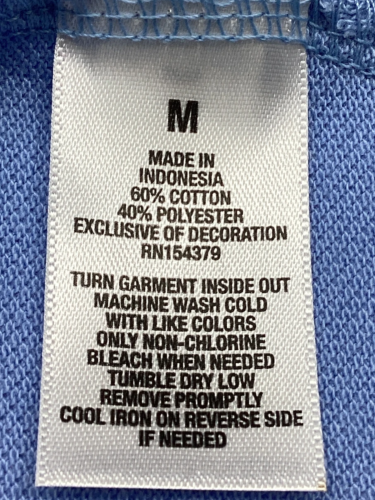 M
MADE IN
INDONESIA
60% COTTON
40% POLYESTER
EXCLUSIVE OF DECORATION
RN154379
TURN GARMENT INSIDE OUT
MACHINE WASH COLD
WITH LIKE COLORS
ONLY NON-CHLORINE
BLEACH WHEN NEEDED
TUMBLE DRY LOW
REMOVE PROMPTLY
COOL IRON ON REVERSE SIDE
IF NEEDED